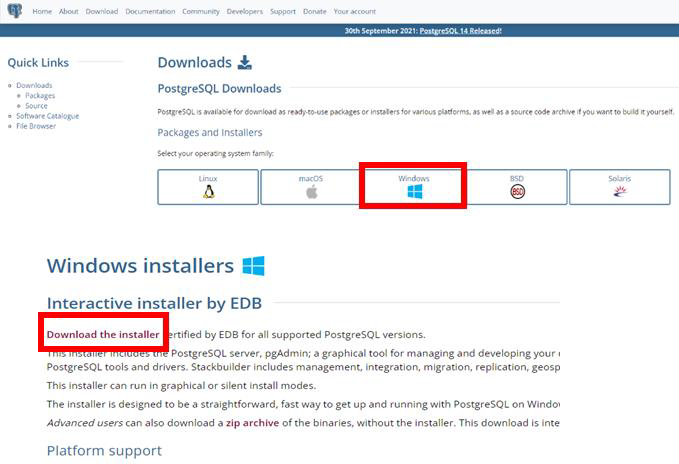 Home About Download Documentation Community Developers Support Donate Your account
30th September 2021: PostgreSQL 14 Released!
Quick Links
Downloads
Packages
Source
Software Catalogue
File Browser
Downloads
PostgreSQL Downloads
PostgreSQL is available for download as ready-to-use packages or installers for various platforms, as well as a source code archive if you want to build it yourself.
Packages and Installers
Select your operating system family:
Linux macOS Windows BSD Solaris
BSD
Windows installers
Interactive installer by EDB
Download the installer ertified by EDB for all supported PostgreSQL versions.
This installer includes the PostgreSQL server, pgAdmin; a graphical tool for managing and developing your
PostgreSQL tools and drivers. Stackbuilder includes management, integration, migration, replication, geosp
This installer can run in graphical or silent install modes.
The installer is designed to be a straightforward, fast way to get up and running with PostgreSQL on Windo
Advanced users can also download a zip archive of the binaries, without the installer. This download is inte
Platform support